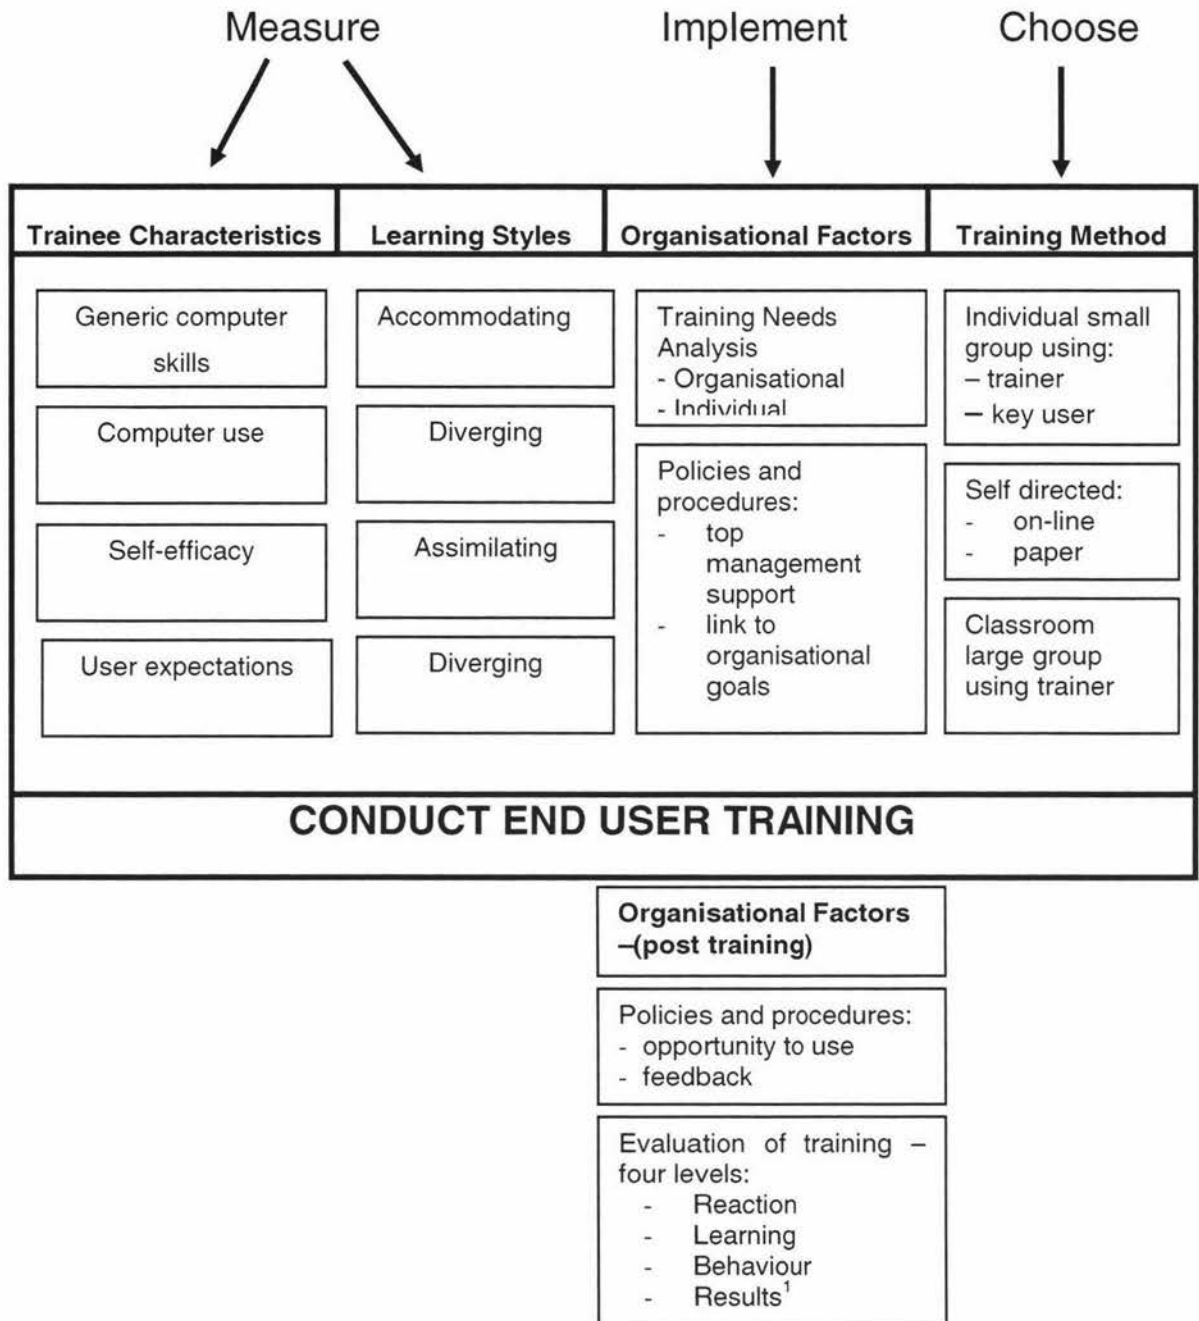 Measure
Implement
Choose
Trainee Characteristics
Learning Styles
Organisational Factors
Training Method
Generic computer
skills
Computer use
Self-efficacy
User expectations
Accommodating
Diverging
Assimilating
Diverging
Training Needs
Analysis
- Organisational
- Individual
Policies and
procedures:
- top
management
support
- link to
organisational
goals
Individual small
group using:
– trainer
– key user
Self directed:
- on-line
- paper
Classroom
large group
using trainer
CONDUCT END USER TRAINING
Organisational Factors
–(post training)
Policies and procedures:
- opportunity to use
- feedback
Evaluation of training –
four levels:
- Reaction
- Learning
- Behaviour
- Results¹